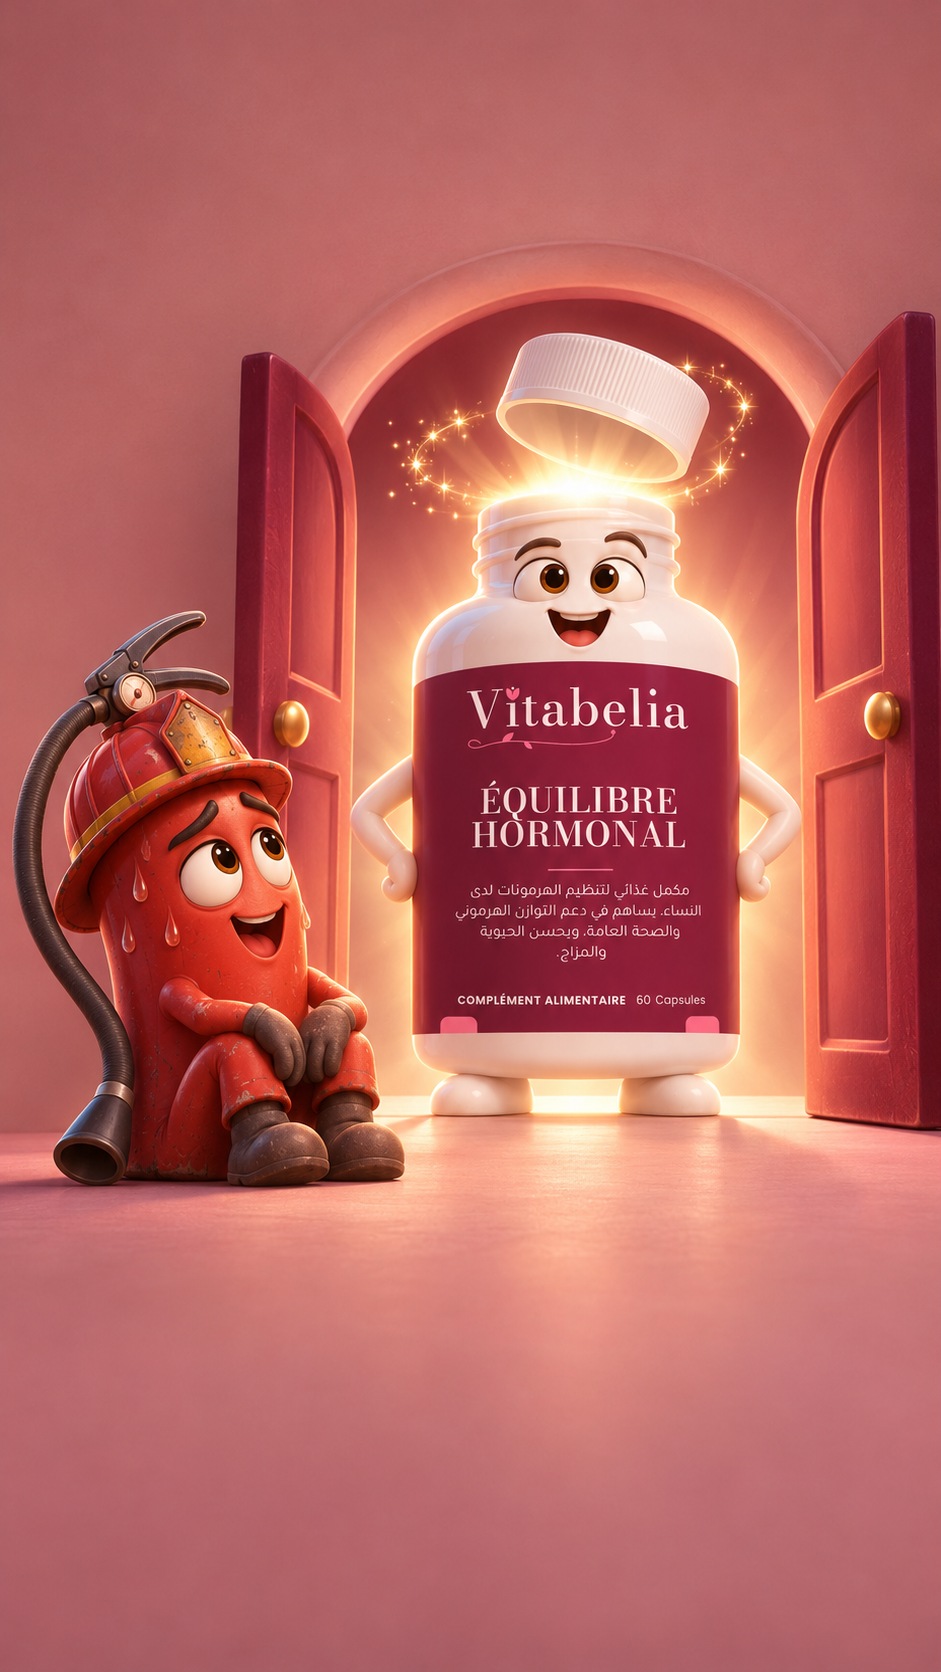 Vitabelia
ÉQUILIBRE
HORMONAL
مكمل غذائي لتنظيم الهرمونات لدى
النساء. يساهم في دعم التوازن الهرموني
والصحة العامة، ويحسن الحيوية
والمزاج.
COMPLÉMENT ALIMENTAIRE 60 Capsules